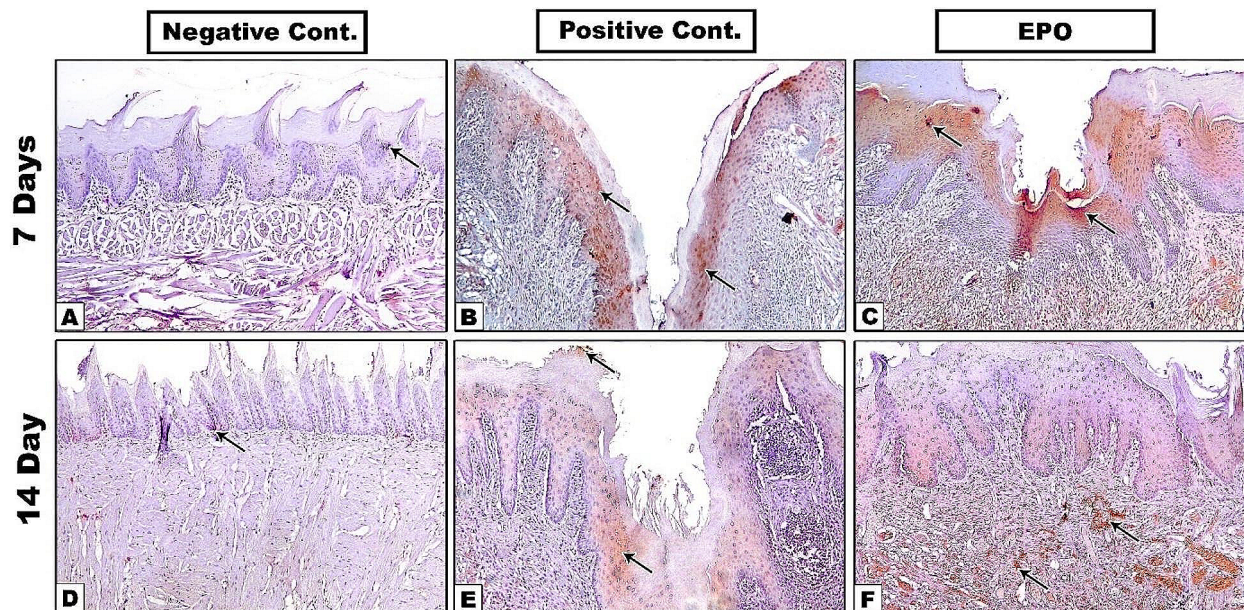 Negative Cont.
Positive Cont.
EPO
7 Days
A
B
C
14 Day
D
E
F